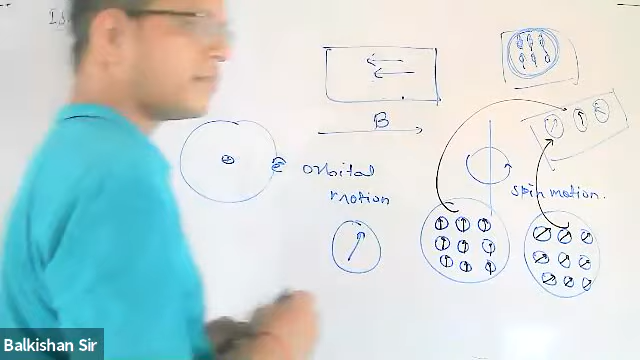 B
orbital
motion
spin motion.
Balkishan Sir